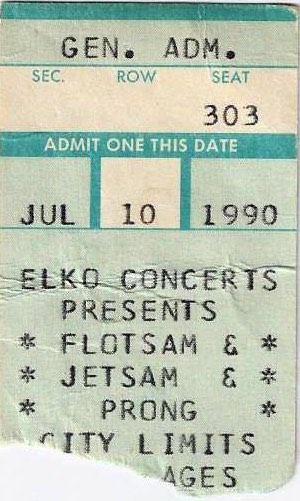 GEN. ADM.
SEC. ROW SEAT
303
ADMIT ONE THIS DATE
JUL 10 1990
ELKO CONCERTS
PRESENTS
* FLOTSAM & *
* JETSAM & *
* PRONG *
CITY LIMITS
AGES